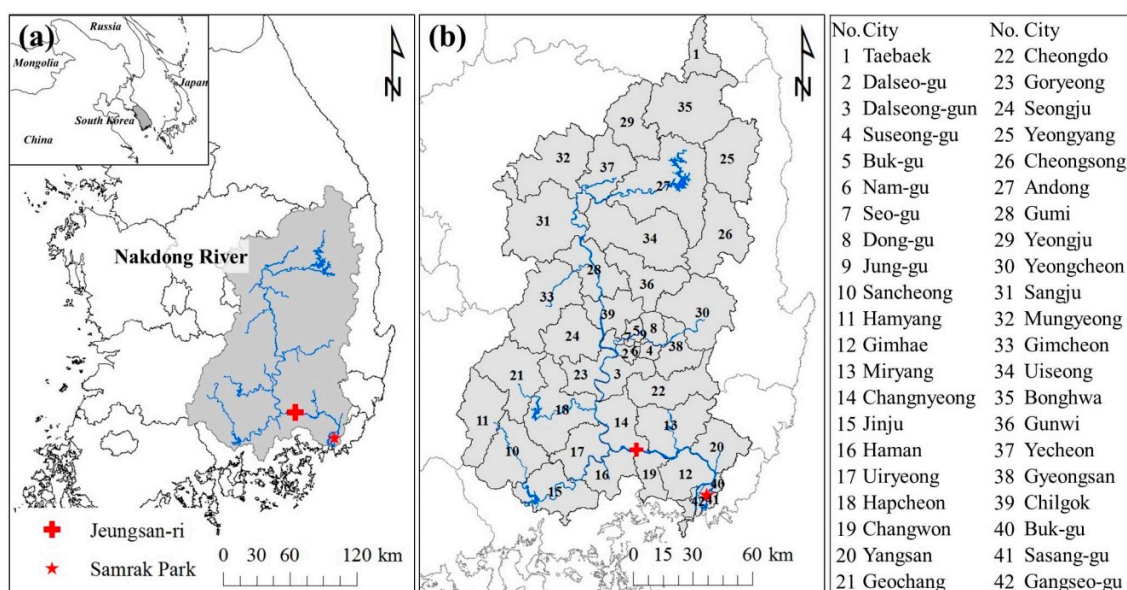 (a)
Russia
Mongolia
Japan
South Korea
China
N
Nakdong River
Jeungsan-ri
Samrak Park
0 30 60 120 km
(b)
N
1
35
29
32
37
25
27
31
34
26
28
33
36
39
30
24
5
8
7
9
38
2
6
4
21
23
3
22
18
14
13
11
20
10
17
16
19
12
15
40
42
41
0 15 30 60 km
No. City No. City
1 Taebaek 22 Cheongdo
2 Dalseo-gu 23 Goryeong
3 Dalseong-gun 24 Seongju
4 Suseong-gu 25 Yeongyang
5 Buk-gu 26 Cheongsong
6 Nam-gu 27 Andong
7 Seo-gu 28 Gumi
8 Dong-gu 29 Yeongju
9 Jung-gu 30 Yeongcheon
10 Sancheong 31 Sangju
11 Hamyang 32 Mungyeong
12 Gimhae 33 Gimcheon
13 Miryang 34 Uiseong
14 Changnyeong 35 Bonghwa
15 Jinju 36 Gunwi
16 Haman 37 Yecheon
17 Uiryeong 38 Gyeongsan
18 Hapcheon 39 Chilgok
19 Changwon 40 Buk-gu
20 Yangsan 41 Sasang-gu
21 Geochang 42 Gangseo-gu